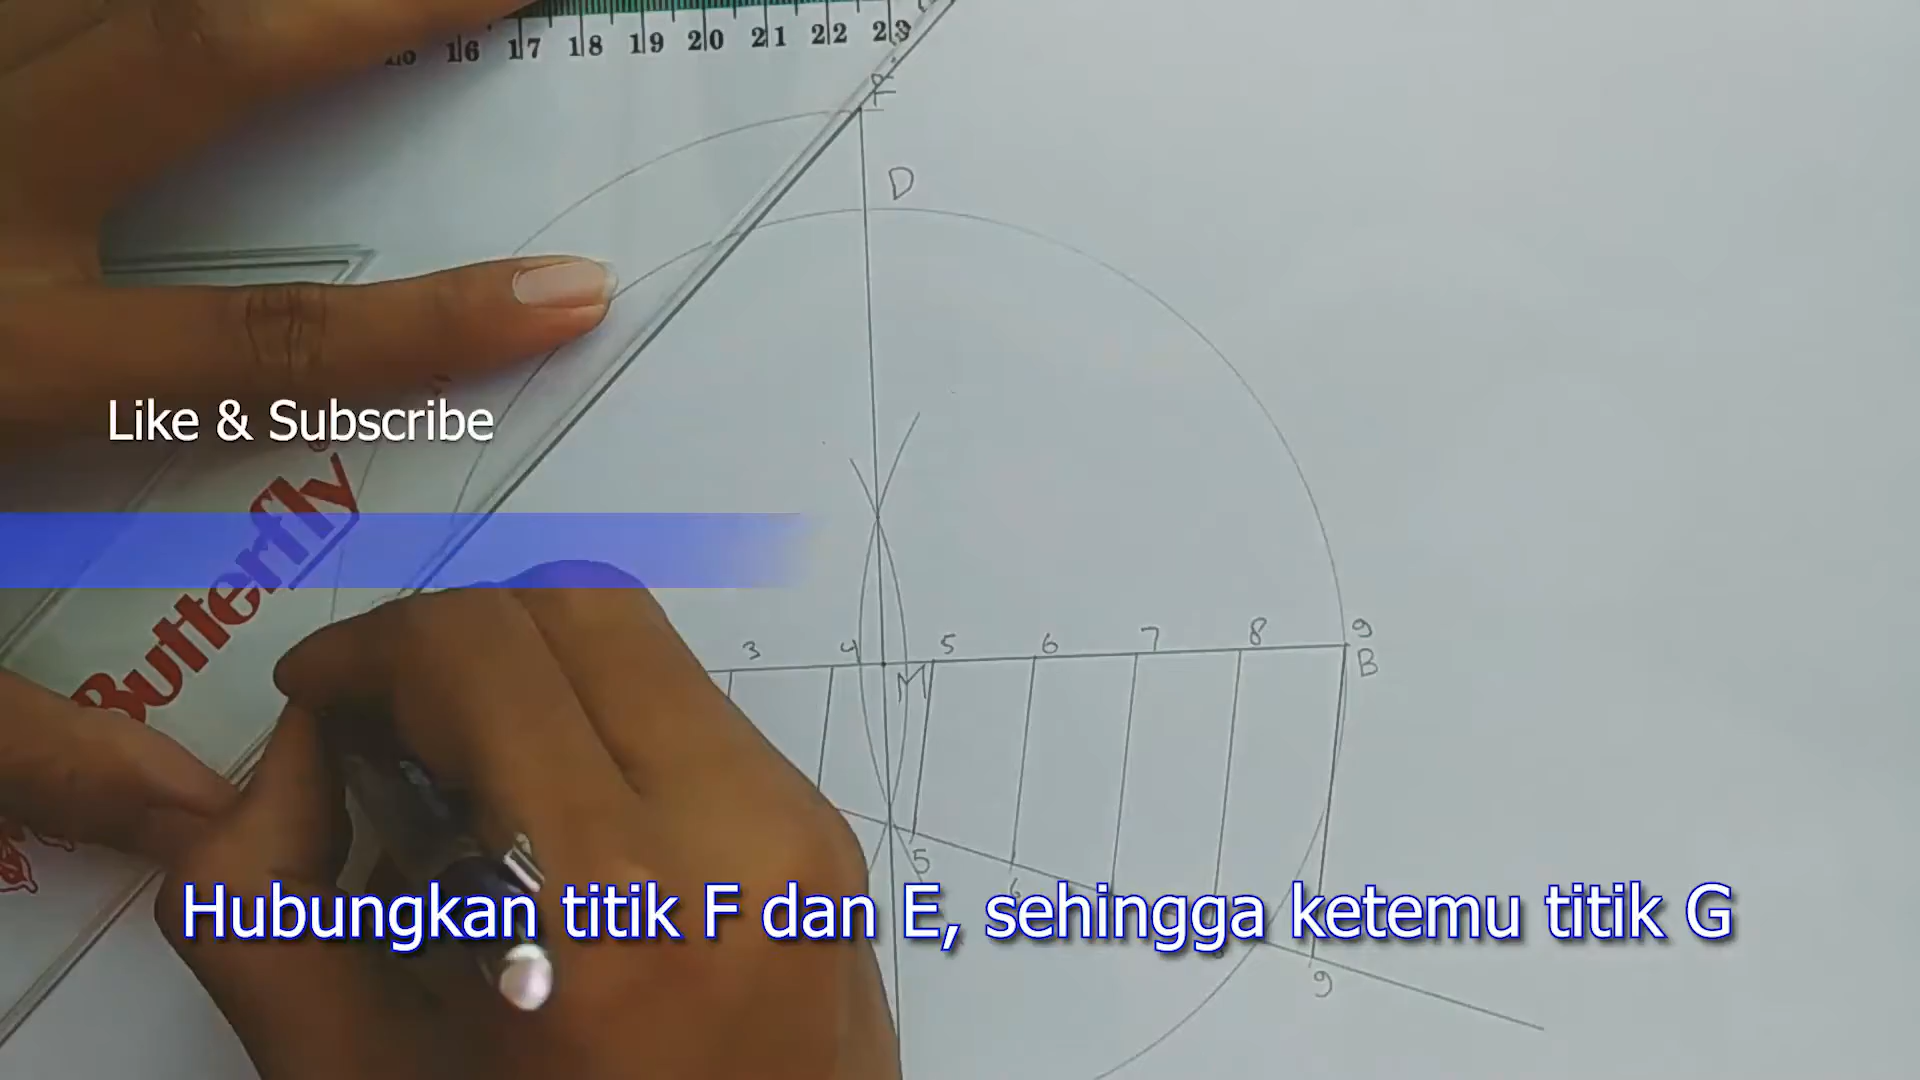 16 17 18 19 20 21 22 23
F
D
Like & Subscribe
Butterfly
3 4 5 6 7 8 9
M B
5
6
Hubungkan titik F dan E, sehingga ketemu titik G
9